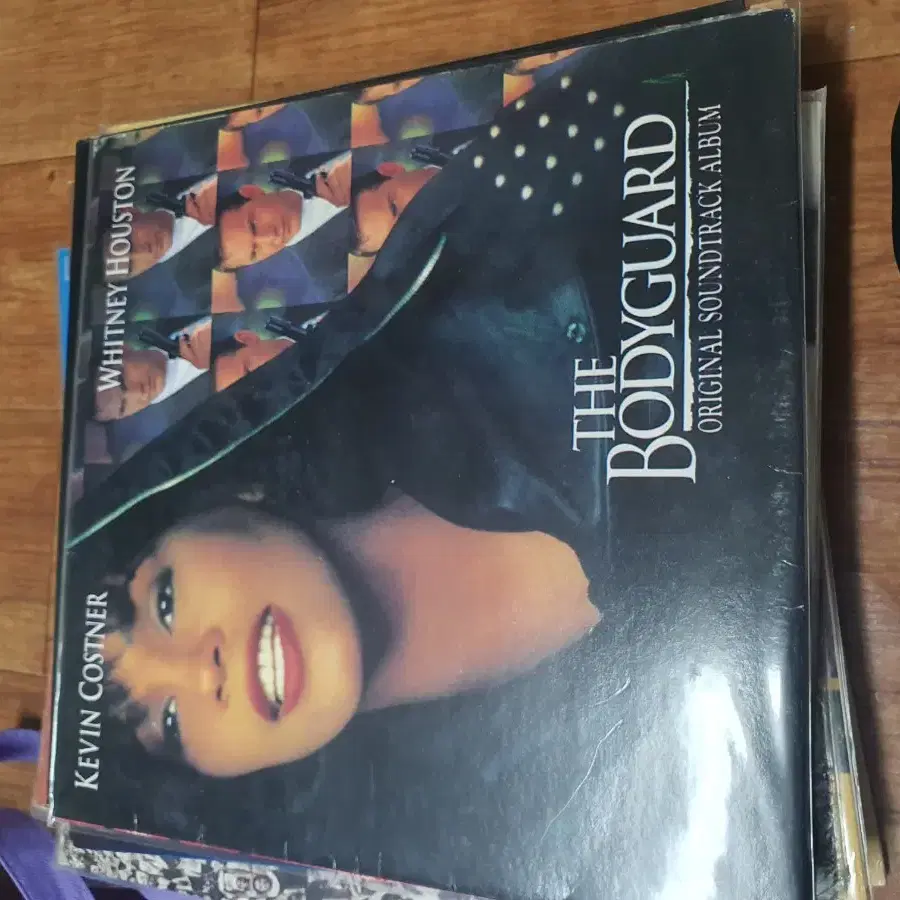 KEVIN COSTNER
WHITNEY HOUSTON
THE
BODYGUARD
ORIGINAL SOUNDTRACK ALBUM